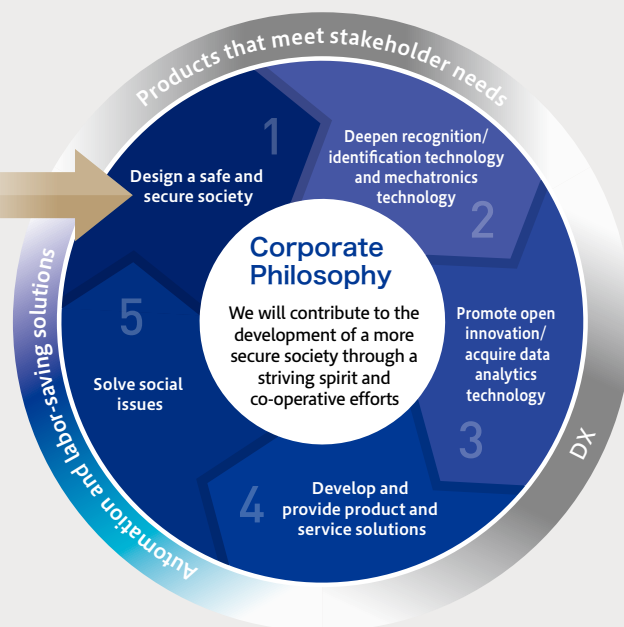 Products that meet stakeholder needs
1
Design a safe and
secure society
Deepen recognition/
identification technology
and mechatronics
technology
2
Corporate
Philosophy
We will contribute to the
development of a more
secure society through a
striving spirit and
co-operative efforts
Promote open
innovation/
acquire data
analytics
technology
3
DX
4
Develop and
provide product and
service solutions
5
Solve social
issues
Automation and labor-saving solutions